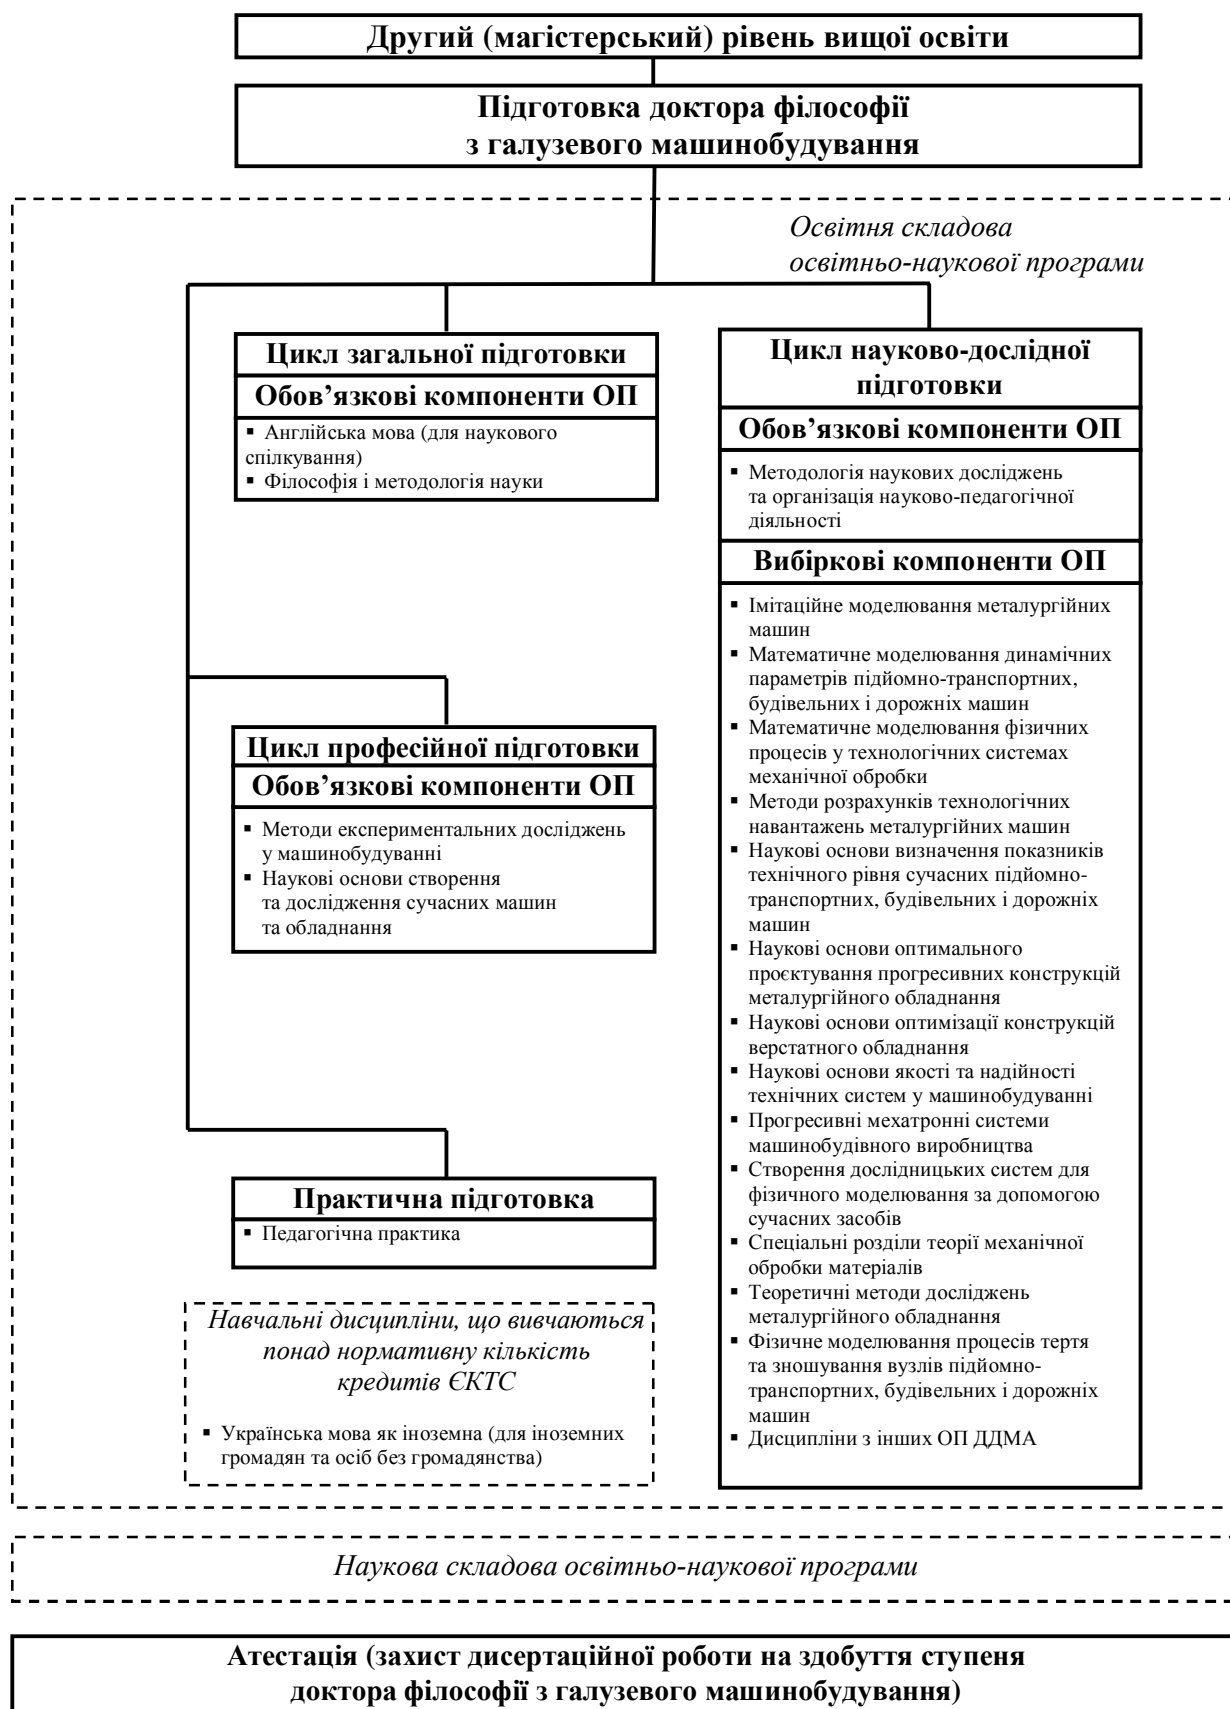 Другий (магістерський) рівень вищої освіти
Підготовка доктора філософії
з галузевого машинобудування
Освітня складова
освітньо-наукової програми
Цикл загальної підготовки
Обов’язкові компоненти ОП
▪ Англійська мова (для наукового
спілкування)
▪ Філософія і методологія науки
Цикл професійної підготовки
Обов’язкові компоненти ОП
▪ Методи експериментальних досліджень
у машинобудуванні
▪ Наукові основи створення
та дослідження сучасних машин
та обладнання
Практична підготовка
▪ Педагогічна практика
Навчальні дисципліни, що вивчаються
понад нормативну кількість
кредитів ЄКТС
▪ Українська мова як іноземна (для іноземних
громадян та осіб без громадянства)
Цикл науково-дослідної
підготовки
Обов’язкові компоненти ОП
▪ Методологія наукових досліджень
та організація науково-педагогічної
діяльності
Вибіркові компоненти ОП
▪ Імітаційне моделювання металургійних
машин
▪ Математичне моделювання динамічних
параметрів підйомно-транспортних,
будівельних і дорожніх машин
▪ Математичне моделювання фізичних
процесів у технологічних системах
механічної обробки
▪ Методи розрахунків технологічних
навантажень металургійних машин
▪ Наукові основи визначення показників
технічного рівня сучасних підйомно-
транспортних, будівельних і дорожніх
машин
▪ Наукові основи оптимального
проєктування прогресивних конструкцій
металургійного обладнання
▪ Наукові основи оптимізації конструкцій
верстатного обладнання
▪ Наукові основи якості та надійності
технічних систем у машинобудуванні
▪ Прогресивні мехатронні системи
машинобудівного виробництва
▪ Створення дослідницьких систем для
фізичного моделювання за допомогою
сучасних засобів
▪ Спеціальні розділи теорії механічної
обробки матеріалів
▪ Теоретичні методи досліджень
металургійного обладнання
▪ Фізичне моделювання процесів тертя
та зношування вузлів підйомно-
транспортних, будівельних і дорожніх
машин
▪ Дисципліни з інших ОП ДДМА
Наукова складова освітньо-наукової програми
Атестація (захист дисертаційної роботи на здобуття ступеня
доктора філософії з галузевого машинобудування)